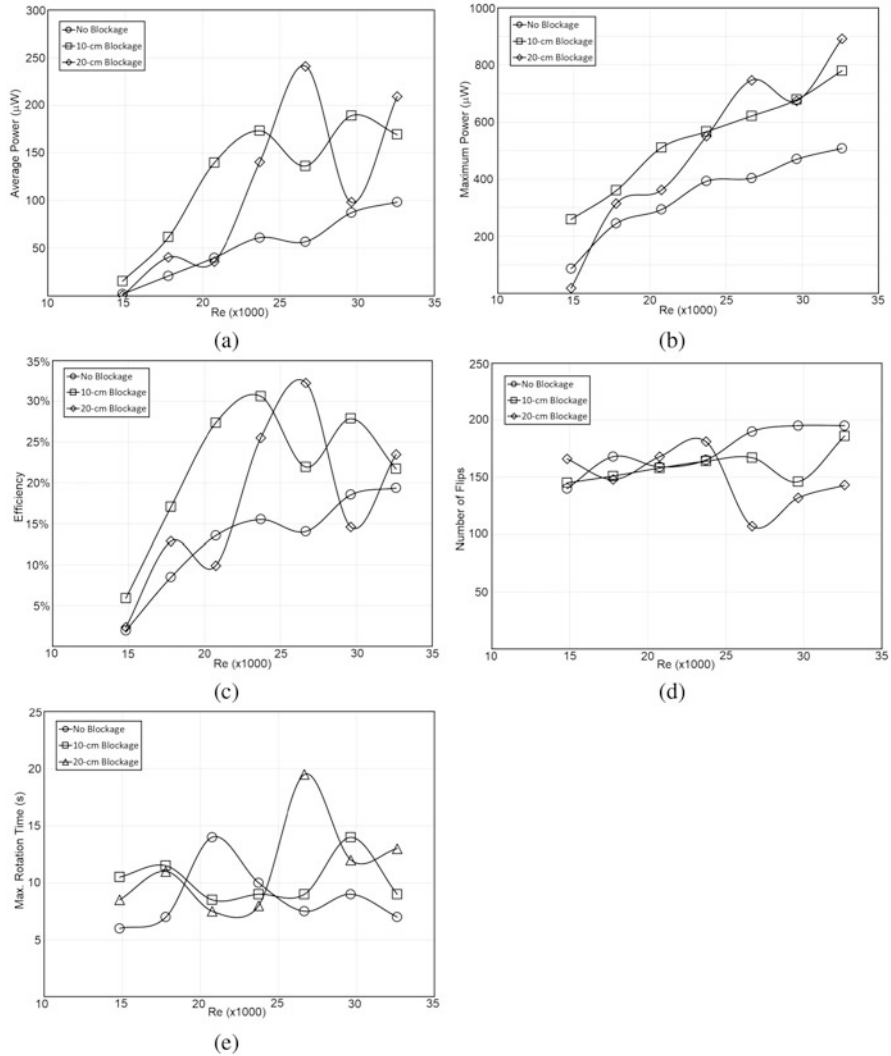 300
250
200
150
100
50
Average Power (μW)
No Blockage
10-cm Blockage
20-cm Blockage
10 15 20 25 30 35
Re (x1000)
(a)
1000
800
600
400
200
Maximum Power (μW)
No Blockage
10-cm Blockage
20-cm Blockage
10 15 20 25 30 35
Re (x1000)
(b)
35%
30%
25%
20%
15%
10%
5%
Efficiency
No Blockage
10-cm Blockage
20-cm Blockage
10 15 20 25 30 35
Re (x1000)
(c)
250
200
150
100
50
Number of Flips
No Blockage
10-cm Blockage
20-cm Blockage
10 15 20 25 30 35
Re (x1000)
(d)
25
20
15
10
5
Max. Rotation Time (s)
No Blockage
10-cm Blockage
20-cm Blockage
10 15 20 25 30 35
Re (x1000)
(e)